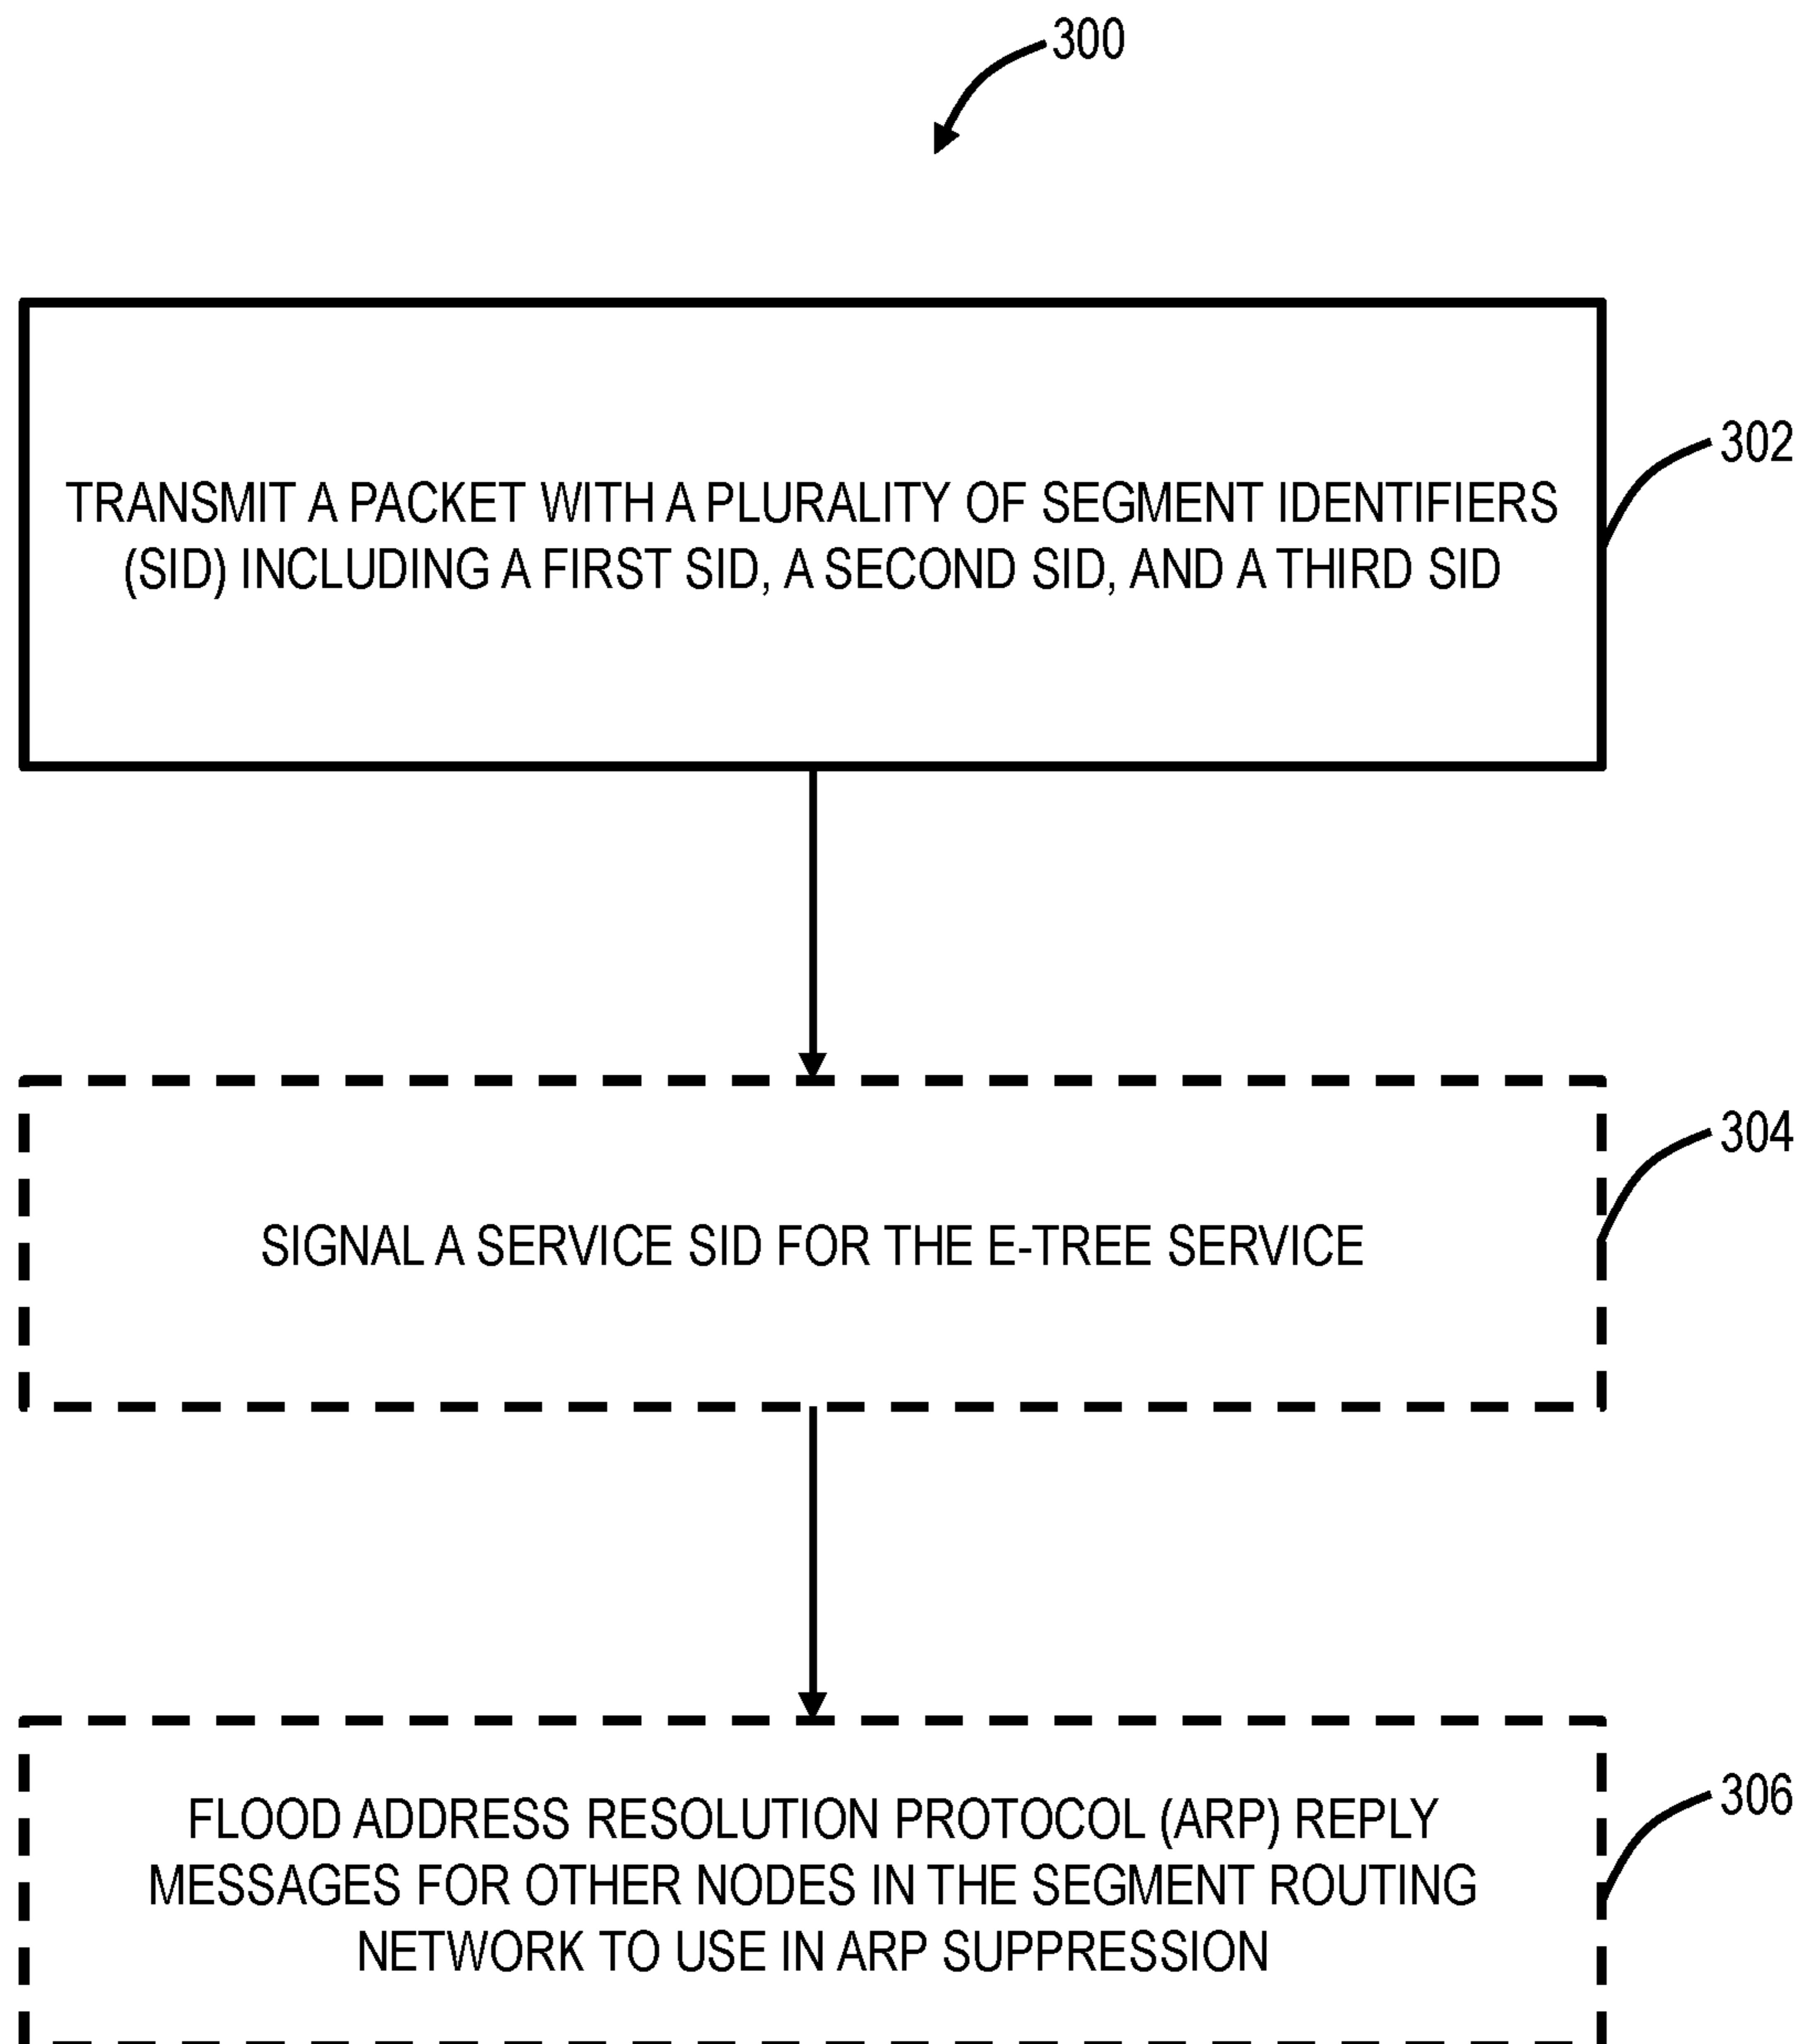 300
TRANSMIT A PACKET WITH A PLURALITY OF SEGMENT IDENTIFIERS
(SID) INCLUDING A FIRST SID, A SECOND SID, AND A THIRD SID
302
SIGNAL A SERVICE SID FOR THE E-TREE SERVICE
304
FLOOD ADDRESS RESOLUTION PROTOCOL (ARP) REPLY
MESSAGES FOR OTHER NODES IN THE SEGMENT ROUTING
NETWORK TO USE IN ARP SUPPRESSION
306